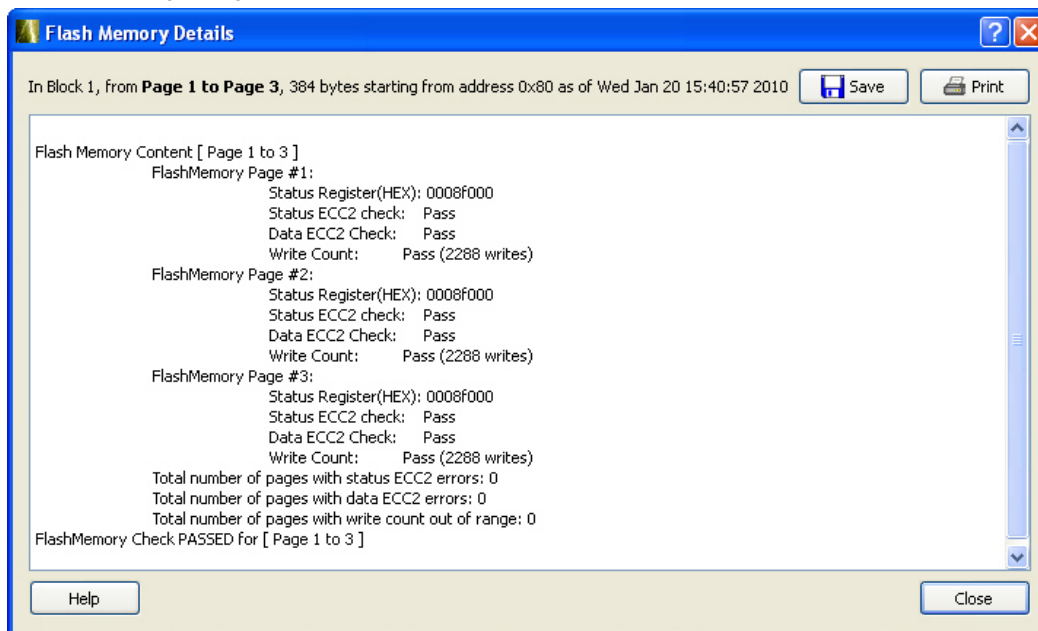 Flash Memory Details
In Block 1, from Page 1 to Page 3, 384 bytes starting from address 0x80 as of Wed Jan 20 15:40:57 2010 Save Print
Flash Memory Content [ Page 1 to 3 ]
FlashMemory Page #1:
Status Register(HEX): 0008f000
Status ECC2 check: Pass
Data ECC2 Check: Pass
Write Count: Pass (2288 writes)
FlashMemory Page #2:
Status Register(HEX): 0008f000
Status ECC2 check: Pass
Data ECC2 Check: Pass
Write Count: Pass (2288 writes)
FlashMemory Page #3:
Status Register(HEX): 0008f000
Status ECC2 check: Pass
Data ECC2 Check: Pass
Write Count: Pass (2288 writes)
Total number of pages with status ECC2 errors: 0
Total number of pages with data ECC2 errors: 0
Total number of pages with write count out of range: 0
FlashMemory Check PASSED for [ Page 1 to 3 ]
Help Close